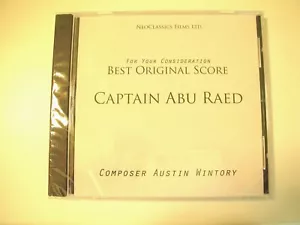 NeoClassics Films Ltd.
For Your Consideration
Best Original Score
Captain Abu Raed
Composer Austin Wintory